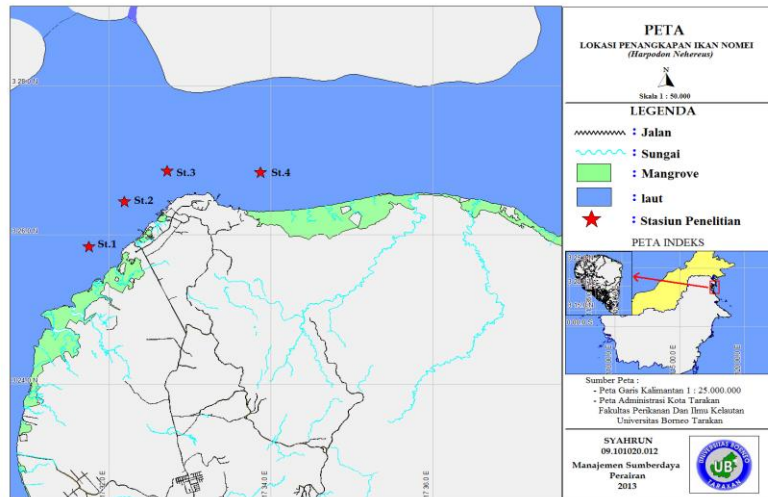 PETA
LOKASI PENANGKAPAN IKAN NOMEI
(Harpodon Nehereus)
N
Skala 1 : 50.000
LEGENDA
: Jalan
: Sungai
: Mangrove
: laut
: Stasiun Penelitian
PETA INDEKS
Sumber Peta :
- Peta Garis Kalimantan 1 : 25.000.000
- Peta Administrasi Kota Tarakan
Fakultas Perikanan Dan Ilmu Kelautan
Universitas Borneo Tarakan
SYAHRUN
09.101020.012
Manajemen Sumberdaya
Perairan
2013
UNIVERSITAS BORNEO
UB
TARAKAN
St.3
St.4
St.2
St.1